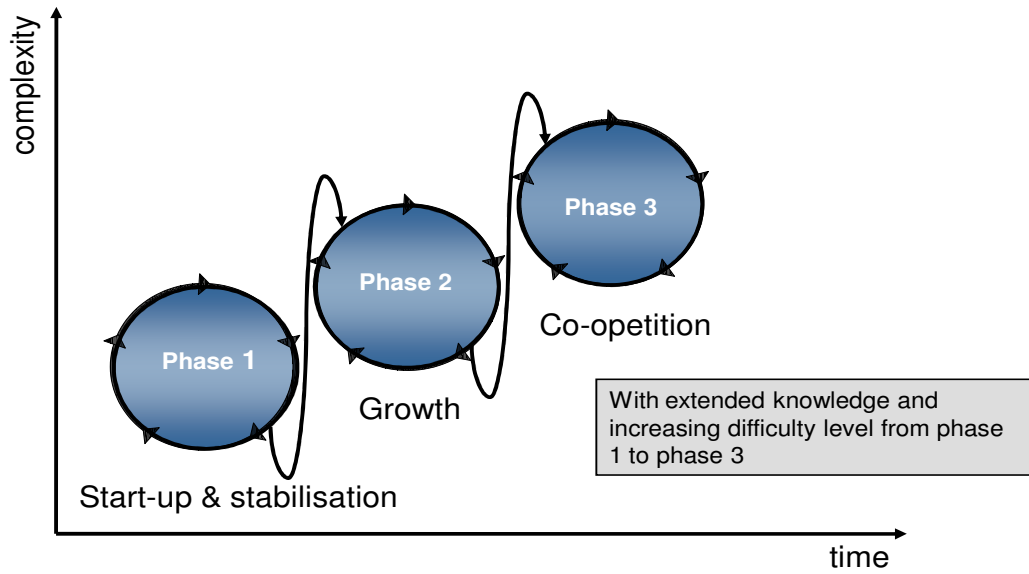 complexity
Phase 3
Phase 2
Co-opetition
Phase 1
Growth
With extended knowledge and
increasing difficulty level from phase
1 to phase 3
Start-up & stabilisation
time